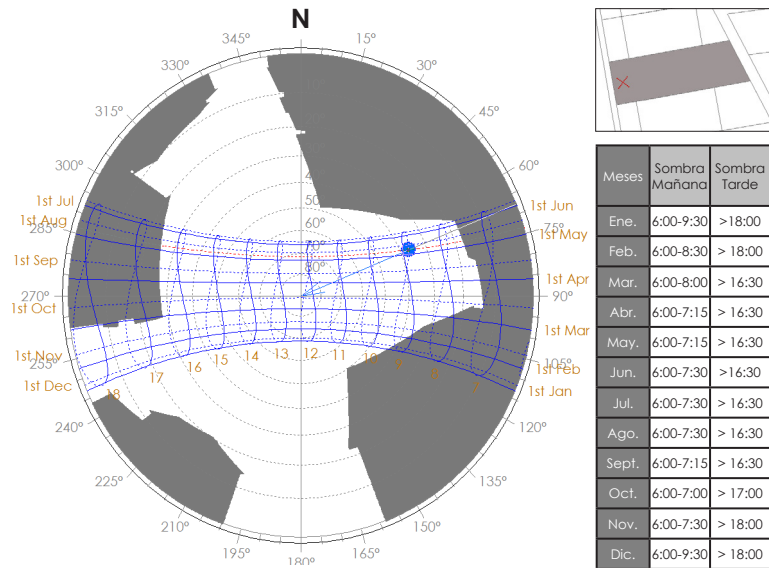 N
345º
15º
330º
30º
315º
45º
300º
60º
1st Jul
1st Jun
1st Aug
285º
75º
1st May
1st Sep
1st Apr
270º
90º
1st Oct
1st Mar
1st Nov
255º
105º
1st Feb
1st Dec
1st Jan
18 17 16 15 14 13 12 11 10 9 8 7
50
60º
240º
120º
225º
135º
210º
150º
195º
165º
180º
Meses Sombra Mañana Sombra Tarde
Ene. 6:00-9:30 >18:00
Feb. 6:00-8:30 > 18:00
Mar. 6:00-8:00 > 16:30
Abr. 6:00-7:15 > 16:30
May. 6:00-7:15 > 16:30
Jun. 6:00-7:30 >16:30
Jul. 6:00-7:30 > 16:30
Ago. 6:00-7:30 > 16:30
Sept. 6:00-7:15 > 16:30
Oct. 6:00-7:00 > 17:00
Nov. 6:00-7:30 > 18:00
Dic. 6:00-9:30 > 18:00